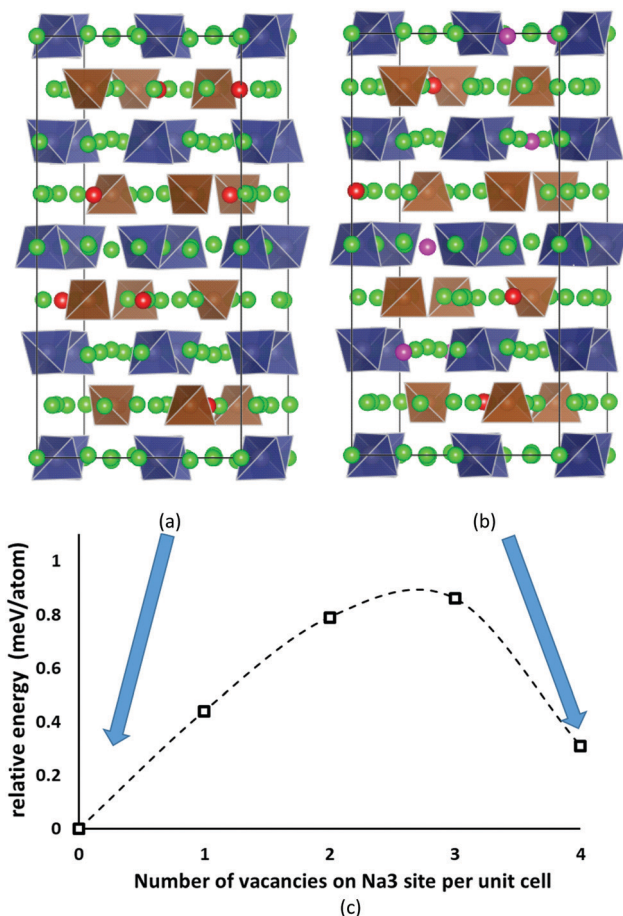 (a)
(b)
relative energy (meV/atom)
1
0.8
0.6
0.4
0.2
0
0
1
2
3
4
Number of vacancies on Na3 site per unit cell
(c)